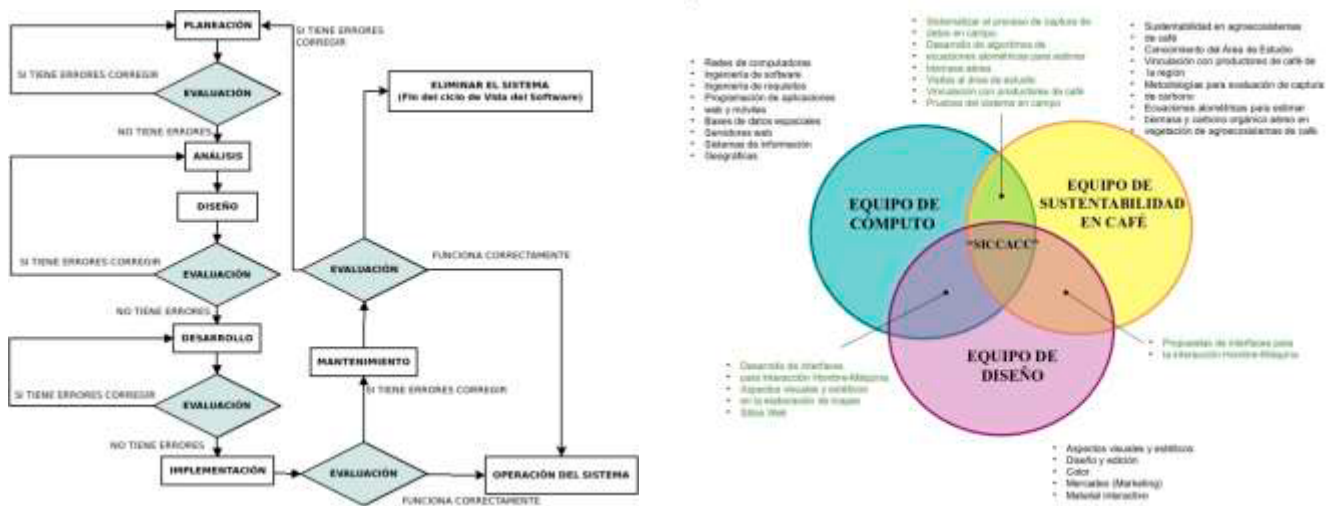 PLANEACIÓN
SI TIENE ERRORES
CORREGIR
SI TIENE ERRORES CORREGIR
EVALUACIÓN
ELIMINAR EL SISTEMA
(Fin del ciclo de Vida del Software)
NO TIENE ERRORES
ANÁLISIS
DISEÑO
SI TIENE ERRORES CORREGIR
EVALUACIÓN
EVALUACIÓN
FUNCIONA CORRECTAMENTE
NO TIENE ERRORES
DESARROLLO
MANTENIMIENTO
SI TIENE ERRORES CORREGIR
EVALUACIÓN
SI TIENE ERRORES CORREGIR
NO TIENE ERRORES
IMPLEMENTACIÓN
EVALUACIÓN
OPERACIÓN DEL SISTEMA
FUNCIONA CORRECTAMENTE
• Redes de computadores
• Ingeniería de software
• Ingeniería de requisitos
• Programación de aplicaciones
web y móviles
• Bases de datos espaciales
• Servidores web
• Sistemas de información
• Geográficas
• Sistematizar el proceso de captura de
• datos en campo
• Desarrollo de algoritmos de
• ecuaciones alométricas para estimar
biomasa aérea
• Visitas al área de estudio
• Vinculación con productores de café
• Pruebas del sistema en campo
• Sustentabilidad en agroecosistemas
• de café
• Conocimiento del Área de Estudio
• Vinculación con productores de café de
• la región
• Metodologías para evaluación de captura
• de carbono
• Ecuaciones alométricas para estimar
• biomasa y carbono orgánico aéreo en
• vegetación de agroecosistemas de café
EQUIPO DE
CÓMPUTO
EQUIPO DE
SUSTENTABILIDAD
EN CAFÉ
"SICCACC"
EQUIPO DE
DISEÑO
• Desarrollo de interfaces
• para Interacción Hombre-Máquina
• Aspectos visuales y estéticos
• en la elaboración de mapas
• Sitios Web
• Propuestas de interfaces para
• la interacción Hombre-Máquina
• Aspectos visuales y estéticos
• Diseño y edición
• Color
• Mercadeo (Marketing)
• Material interactivo